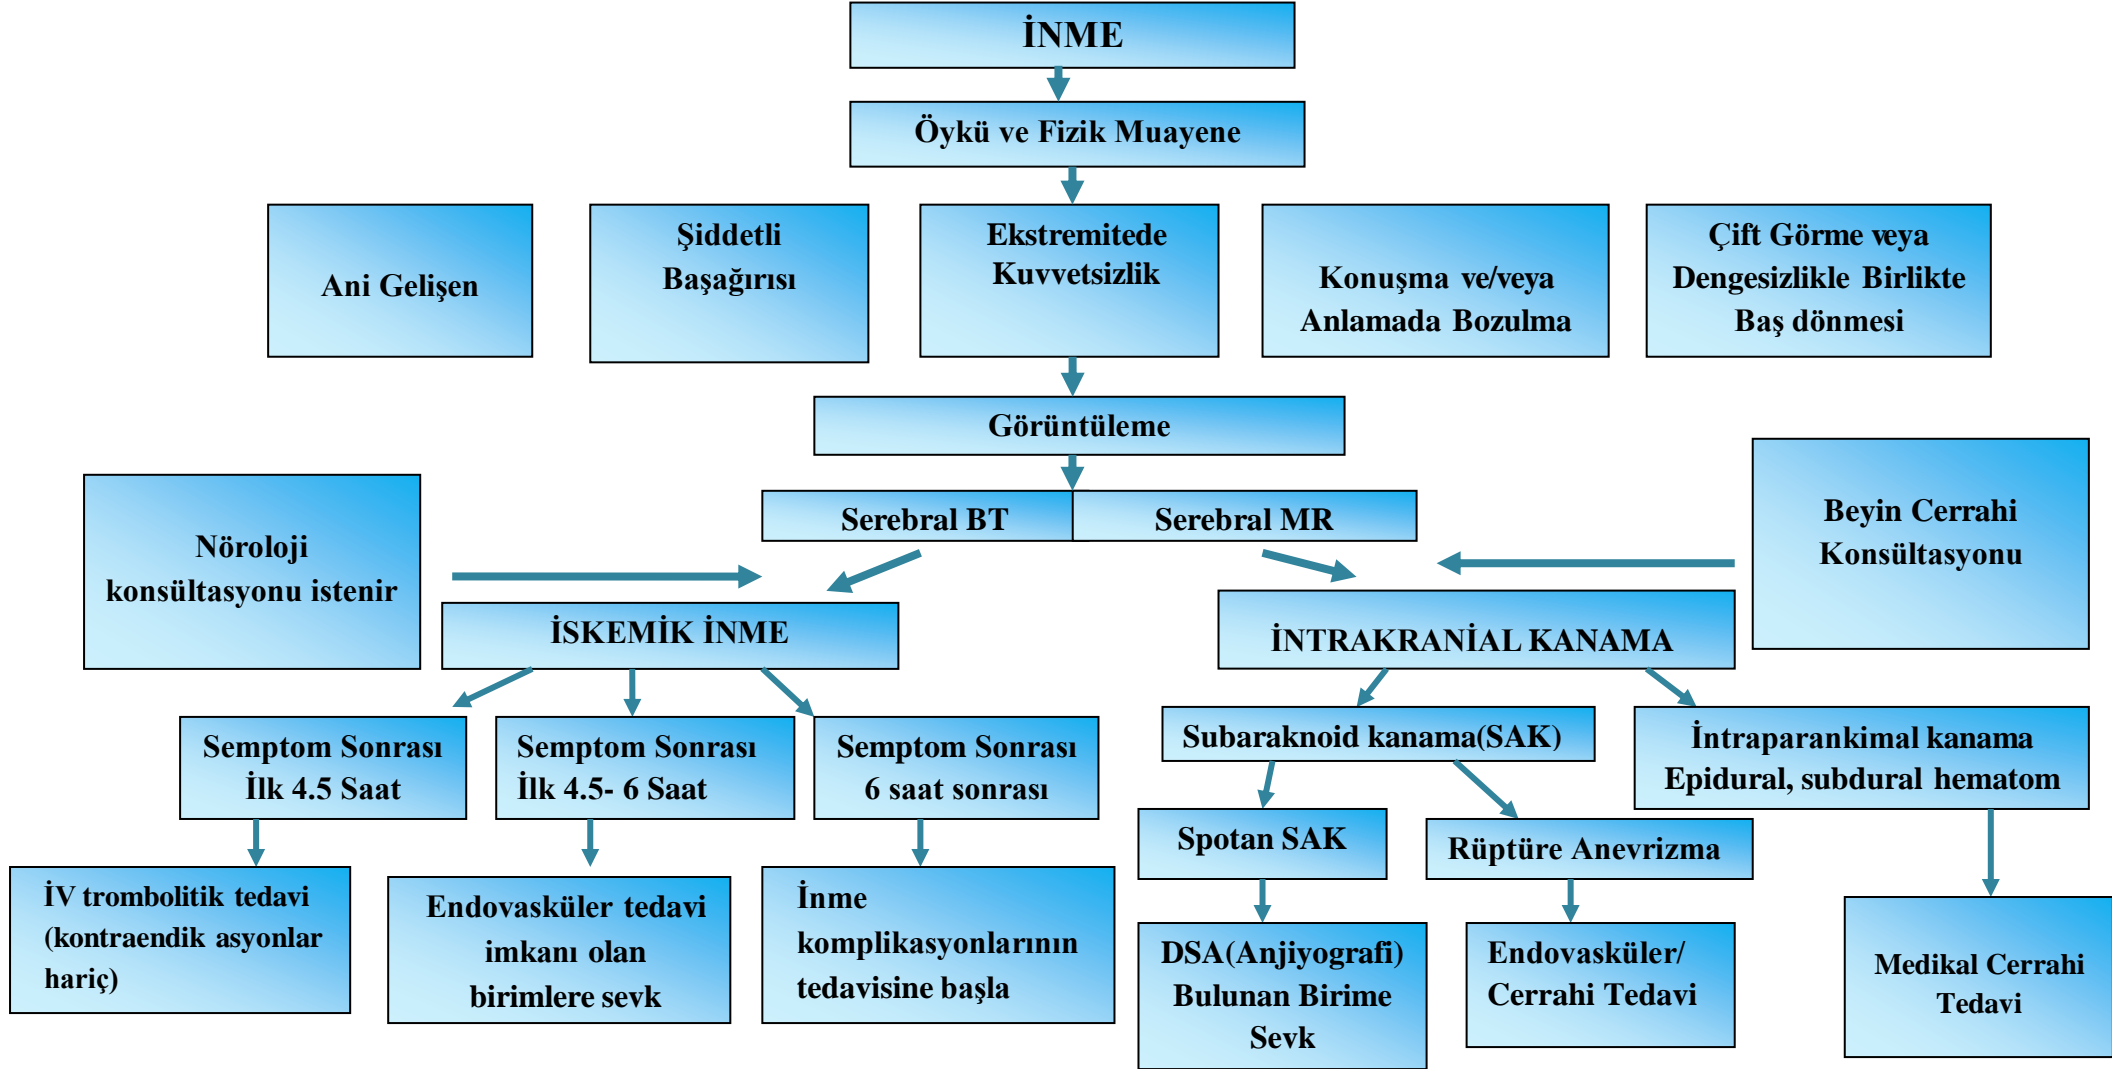 İNME
Öykü ve Fizik Muayene
Ani Gelişen
Şiddetli
Başağırısı
Ekstremitede
Kuvvetsizlik
Konuşma ve/veya
Anlamada Bozulma
Çift Görme veya
Dengesizlikle Birlikte
Baş dönmesi
Görüntüleme
Serebral BT
Serebral MR
Nöroloji
konsültasyonu istenir
Beyin Cerrahi
Konsültasyonu
İSKEMİK İNME
İNTRAKRANİAL KANAMA
Semptom Sonrası
İlk 4.5 Saat
Semptom Sonrası
İlk 4.5- 6 Saat
Semptom Sonrası
6 saat sonrası
Subaraknoid kanama(SAK)
İntraparankimal kanama
Epidural, subdural hematom
Spotan SAK
Rüptüre Anevrizma
İV trombolitik tedavi
(kontraendik asyonlar
hariç)
Endovasküler tedavi
imkanı olan
birimlere sevk
İnme
komplikasyonlarının
tedavisine başla
DSA(Anjiyografi)
Bulunan Birime
Sevk
Endovasküler/
Cerrahi Tedavi
Medikal Cerrahi
Tedavi